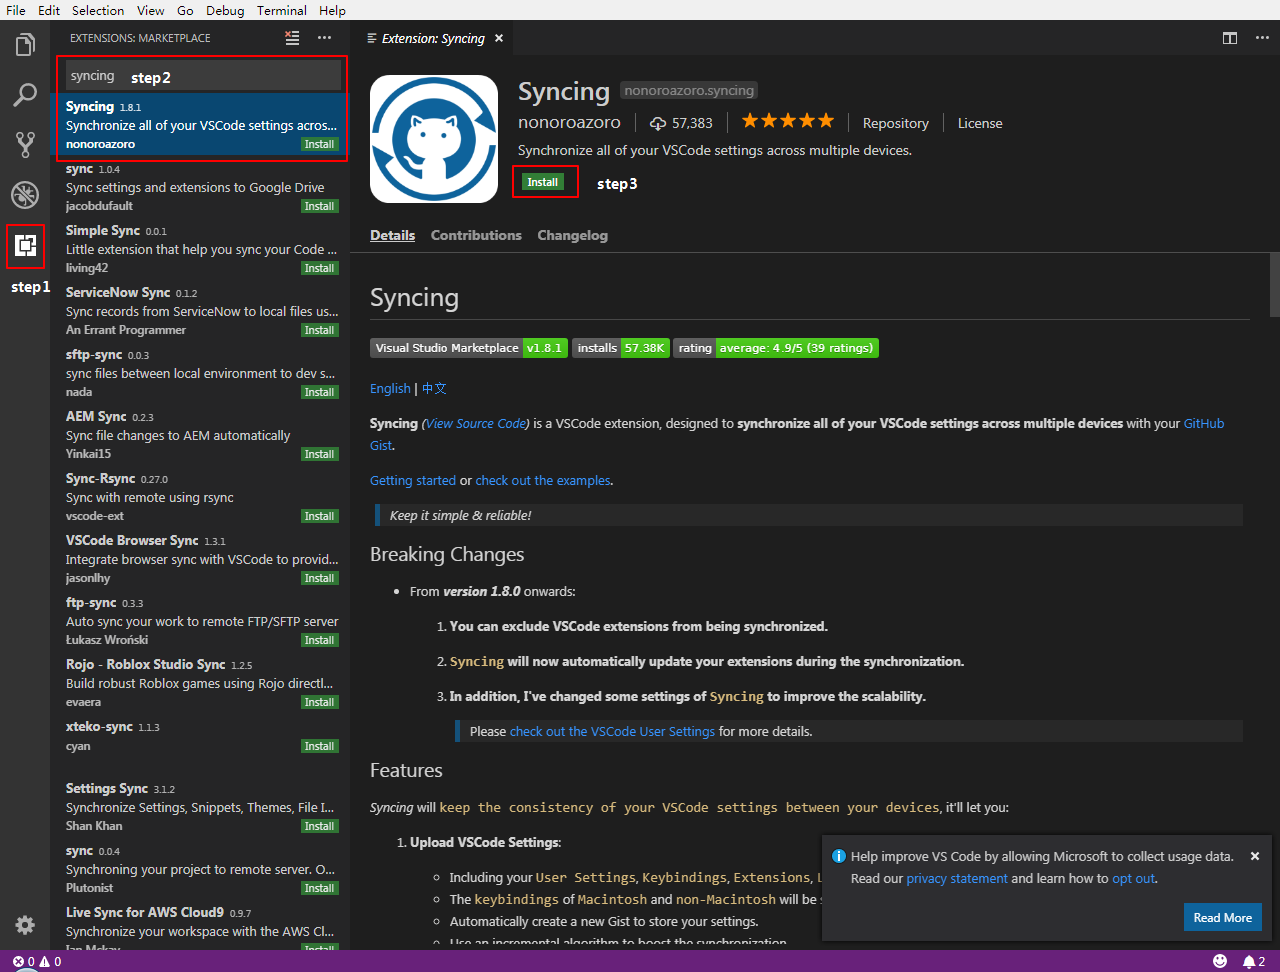 File Edit Selection View Go Debug Terminal Help
EXTENSIONS: MARKETPLACE
syncing step2
Syncing 1.8.1
Synchronize all of your VSCode settings acros...
nonoroazoro Install
sync 1.0.4
Sync settings and extensions to Google Drive
jacobdufault Install
Simple Sync 0.0.1
Little extension that help you sync your Code ...
living42 Install
step1
ServiceNow Sync 0.1.2
Sync records from ServiceNow to local files us...
An Errant Programmer Install
sftp-sync 0.0.3
sync files between local environment to dev s...
nada Install
AEM Sync 0.2.3
Sync file changes to AEM automatically
Yinkai15 Install
Sync-Rsync 0.27.0
Sync with remote using rsync
vscode-ext Install
VSCode Browser Sync 1.3.1
Integrate browser sync with VSCode to provid...
jasonlhy Install
ftp-sync 0.3.3
Auto sync your work to remote FTP/SFTP server
Łukasz Wroński Install
Rojo - Roblox Studio Sync 1.2.5
Build robust Roblox games using Rojo directl...
evaera Install
xteko-sync 1.1.3
cyan Install
Settings Sync 3.1.2
Synchronize Settings, Snippets, Themes, File I...
Shan Khan Install
sync 0.0.4
Synchroning your project to remote server. O...
Plutonist Install
Live Sync for AWS Cloud9 0.9.7
Synchronize your workspace with the AWS Cl...
Ian Mckay Install
Extension: Syncing
Syncing nonoroazoro.syncing
nonoroazoro 57,383 Repository License
Synchronize all of your VSCode settings across multiple devices.
Install step3
Details Contributions Changelog
Syncing
Visual Studio Marketplace v1.8.1 installs 57.38K rating average: 4.9/5 (39 ratings)
English | 中文
Syncing (View Source Code) is a VSCode extension, designed to synchronize all of your VSCode settings across multiple devices with your GitHub
Gist.
Getting started or check out the examples.
Keep it simple & reliable!
Breaking Changes
• From version 1.8.0 onwards:
1. You can exclude VSCode extensions from being synchronized.
2. Syncing will now automatically update your extensions during the synchronization.
3. In addition, I've changed some settings of Syncing to improve the scalability.
Please check out the VSCode User Settings for more details.
Features
Syncing will keep the consistency of your VSCode settings between your devices, it'll let you:
1. Upload VSCode Settings:
Including your User Settings, Keybindings, Extensions,
The keybindings of Macintosh and non-Macintosh will be
Automatically create a new Gist to store your settings.
Use an incremental algorithm to boost the synchronization.
Help improve VS Code by allowing Microsoft to collect usage data.
Read our privacy statement and learn how to opt out.
Read More
0 0 2